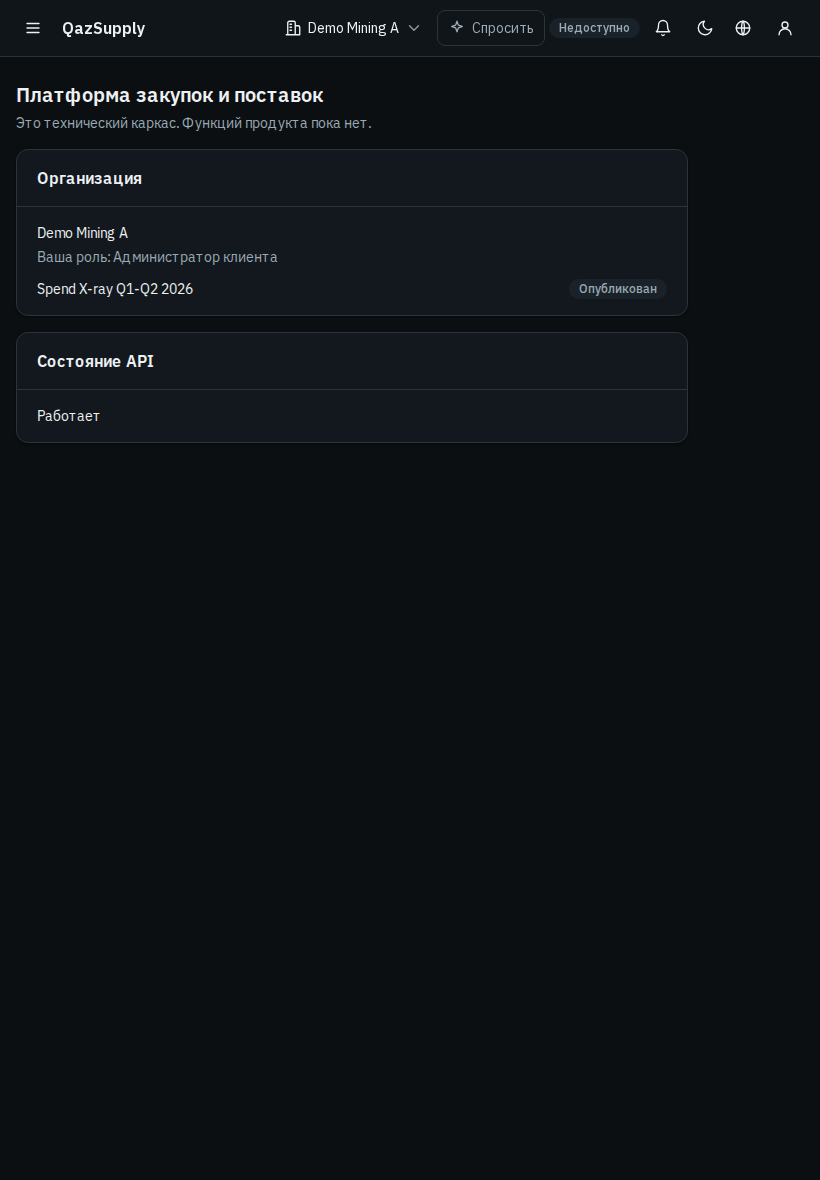 QazSupply
Demo Mining A
Спросить
Недоступно
Платформа закупок и поставок
Это технический каркас. Функций продукта пока нет.
Организация
Demo Mining A
Ваша роль: Администратор клиента
Spend X-ray Q1-Q2 2026
Опубликован
Состояние API
Работает